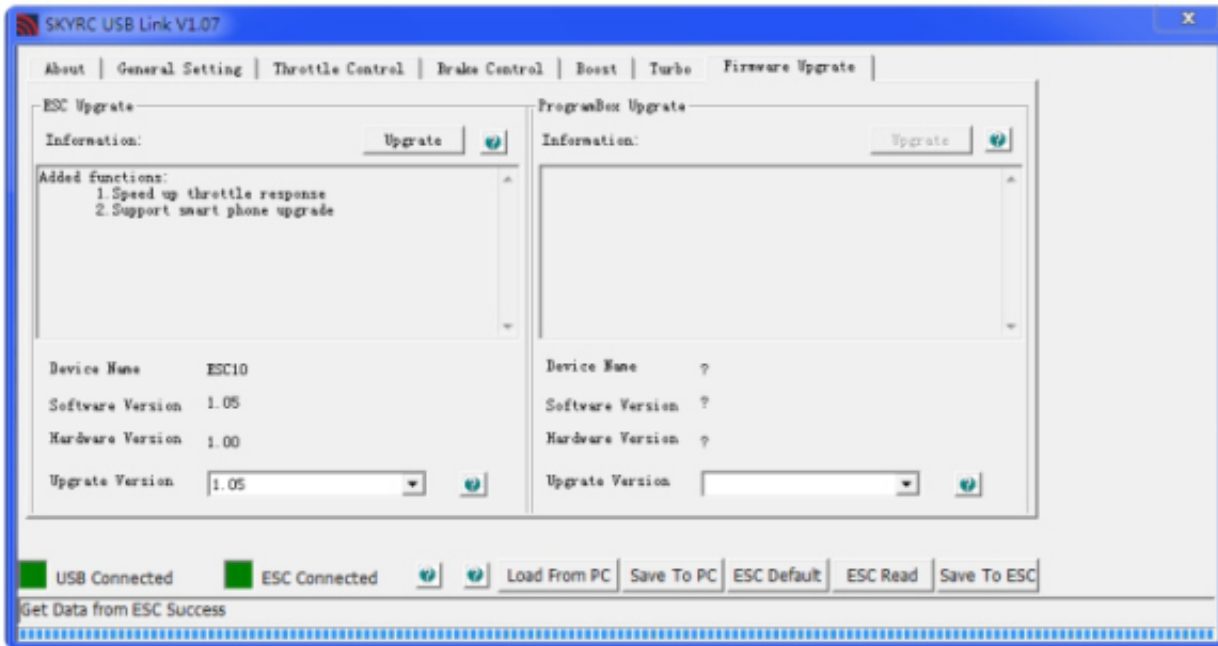 SKYRC USB Link V1.07
About | General Setting | Throttle Control | Brake Control | Boost | Turbo Firmware Upgrate
ESC Upgrate
Information: Upgrate
Added functions:
1.Speed up throttle response
2.Support smart phone upgrade
Device Name ESC10
Software Version 1.05
Hardware Version 1.00
Upgrate Version 1.05
ProgramBox Upgrate
Information: Upgrate
Device Name ?
Software Version ?
Hardware Version ?
Upgrate Version
USB Connected ESC Connected Load From PC Save To PC ESC Default ESC Read Save To ESC
Get Data from ESC Success